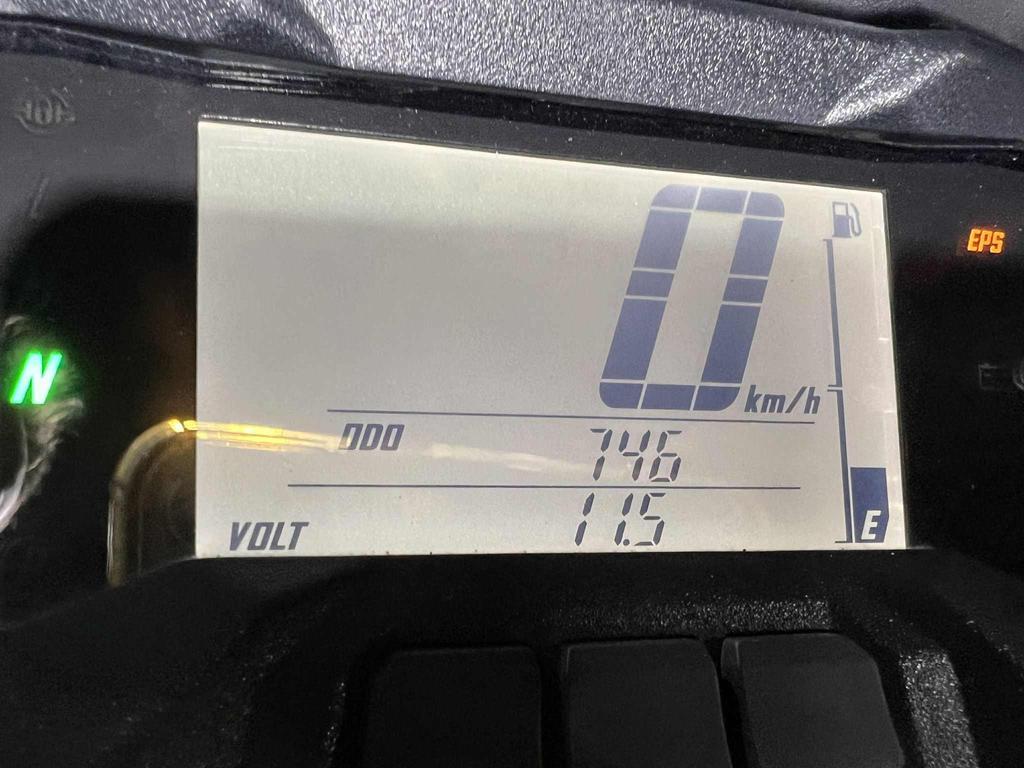 0 km/h
EPS
N
ODO 746
VOLT 11.5
E